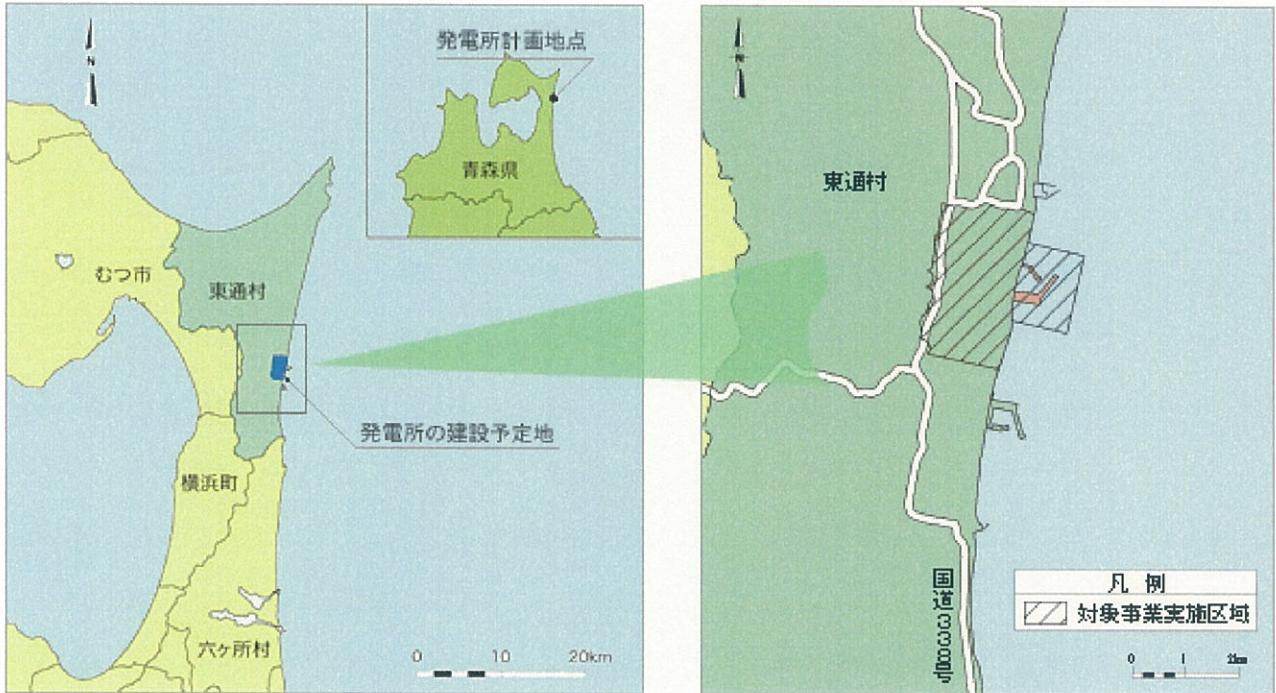 N
発電所計画地点
青森県
むつ市
東通村
発電所の建設予定地
横浜町
六ヶ所村
0 10 20km
N
東通村
国道338号
凡例
対象事業実施区域
0 1 2km